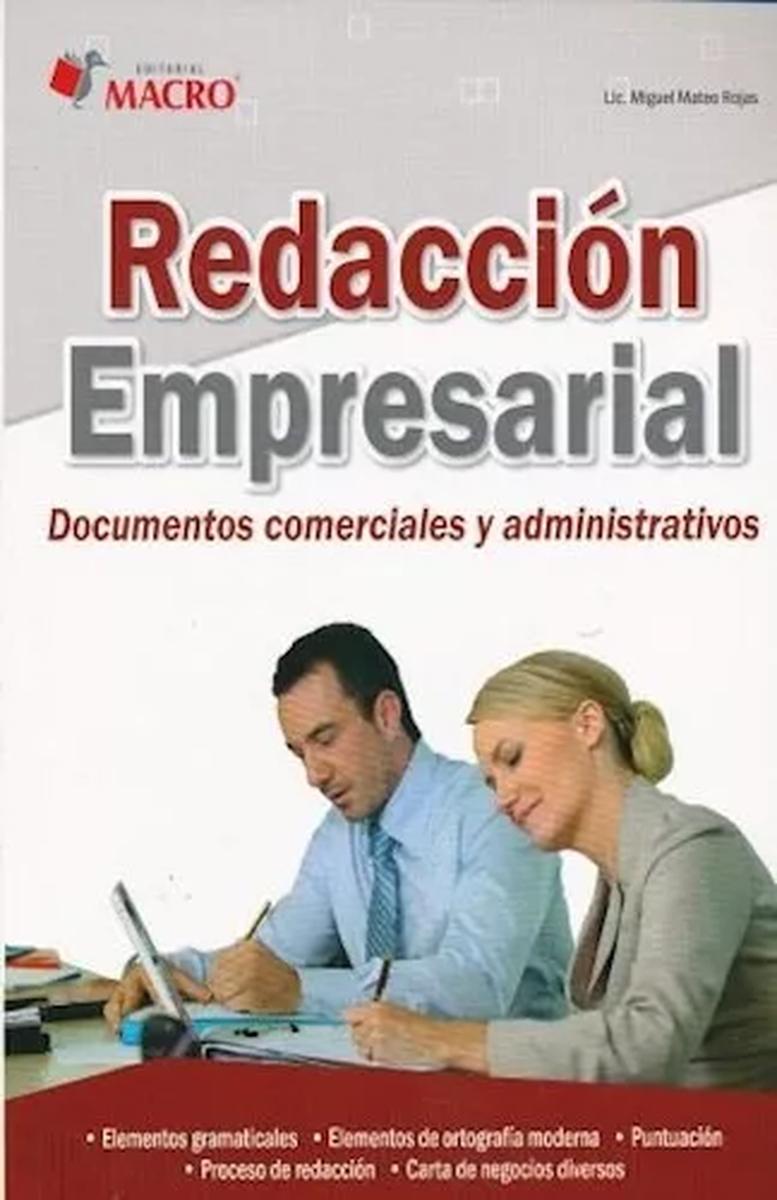 EDITORIAL
MACRO
Lic. Miguel Mateo Rojas
Redacción
Empresarial
Documentos comerciales y administrativos
• Elementos gramaticales • Elementos de ortografía moderna • Puntuación
• Proceso de redacción • Carta de negocios diversos